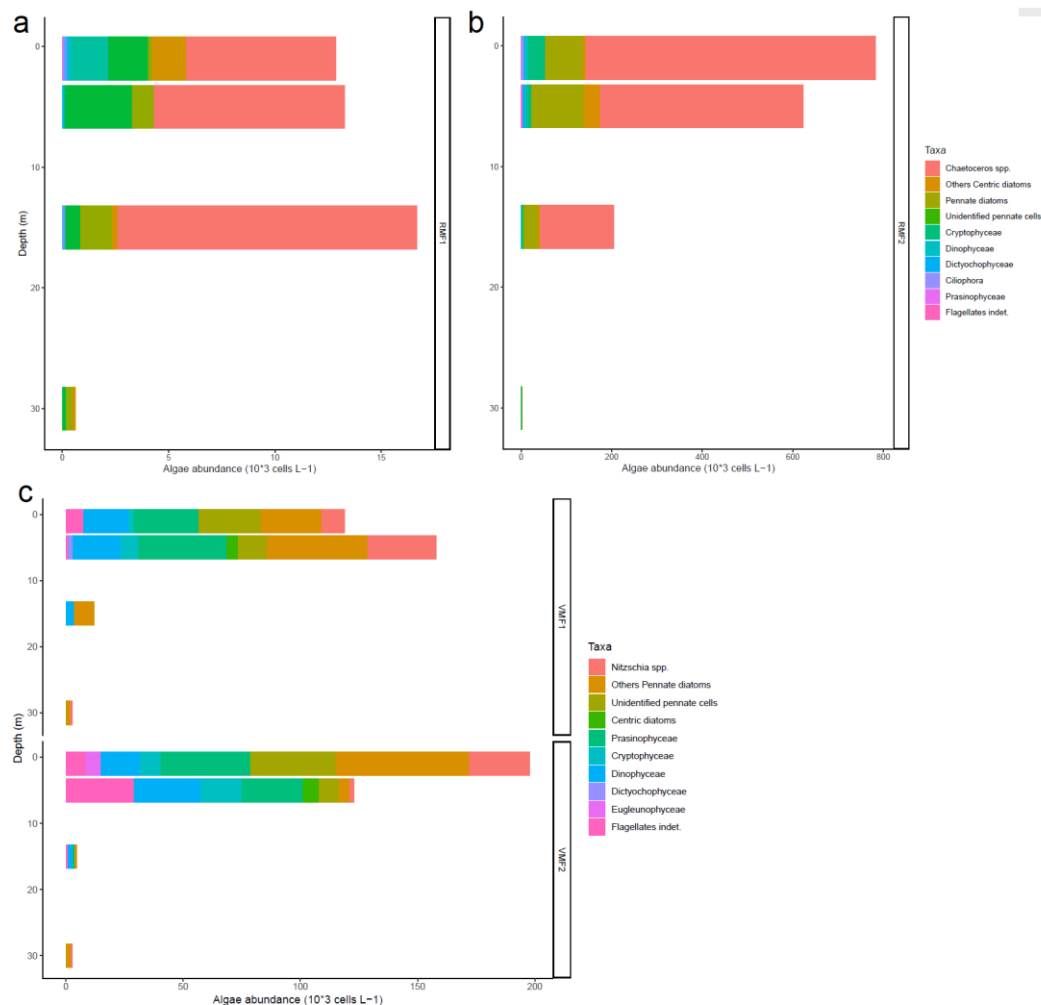 a
0
10
20
30
Depth (m)
0
5
10
15
Algae abundance (10*3 cells L−1)
RMF1
b
0
10
20
30
0
200
400
600
800
Algae abundance (10*3 cells L−1)
RMF2
Taxa
Chaetoceros spp.
Others Centric diatoms
Pennate diatoms
Unidentified pennate cells
Cryptophyceae
Dinophyceae
Dictyochophyceae
Ciliophora
Prasinophyceae
Flagellates indet.
c
0
10
20
30
VMF1
Depth (m)
0
10
20
30
VMF2
0
50
100
150
200
Algae abundance (10*3 cells L−1)
Taxa
Nitzschia spp.
Others Pennate diatoms
Unidentified pennate cells
Centric diatoms
Prasinophyceae
Cryptophyceae
Dinophyceae
Dictyochophyceae
Eugleunophyceae
Flagellates indet.